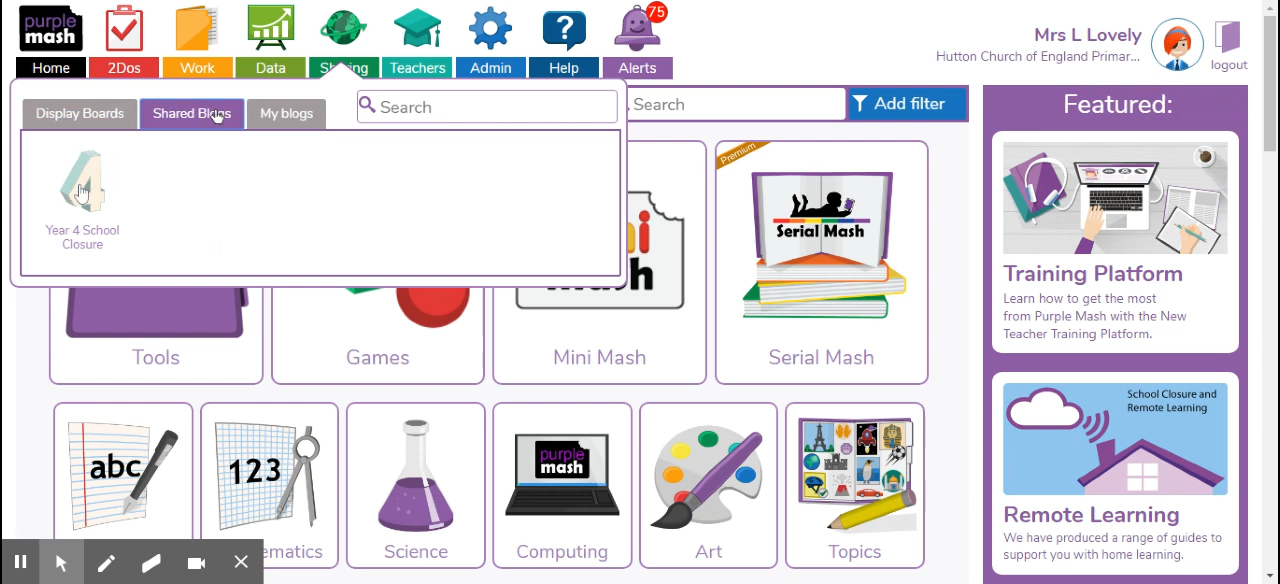 purple
mash
75
Home
2Dos
Work
Data
Teachers
Admin
Help
Alerts
Mrs L Lovely
Hutton Church of England Primar...
logout
Display Boards
Shared Blogs
My blogs
Search
Search
Add filter
Year 4 School
Closure
4
Premium
Serial Mash
Tools
Games
Mini Mash
Serial Mash
abc
123
purple
mash
ematics
Science
Computing
Art
Topics
Featured:
Training Platform
Learn how to get the most
from Purple Mash with the New
Teacher Training Platform.
School Closure and
Remote Learning
Remote Learning
We have produced a range of guides to
support you with home learning.